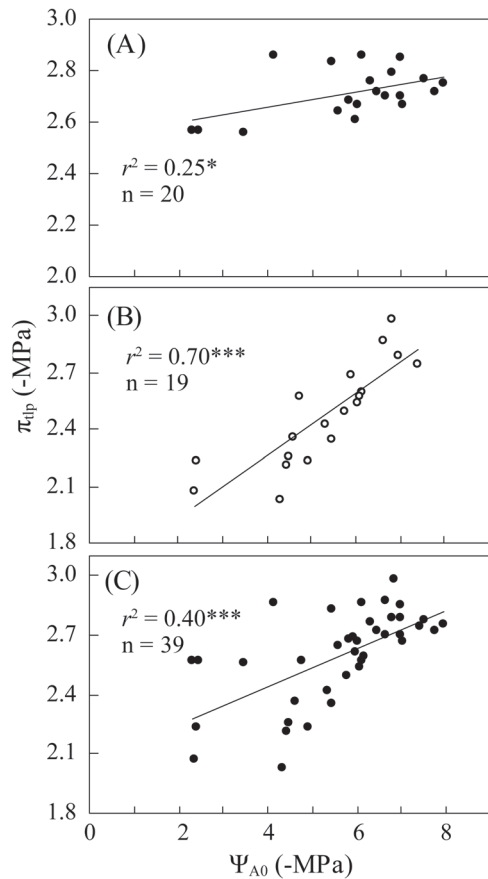 (A)
3.0
2.8
2.6
2.4
2.2
2.0
r² = 0.25*
n = 20
(B)
3.0
2.7
2.4
2.1
1.8
r² = 0.70***
n = 19
π_tlp (-MPa)
(C)
3.0
2.7
2.4
2.1
1.8
r² = 0.40***
n = 39
0 2 4 6 8
Ψ_A0 (-MPa)